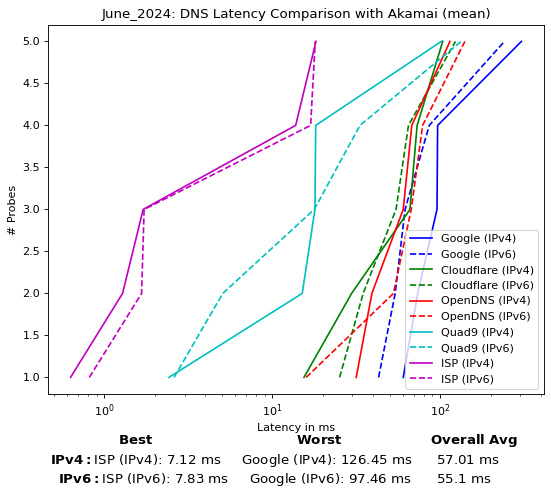 June_2024: DNS Latency Comparison with Akamai (mean)
5.0
4.5
4.0
3.5
3.0
2.5
2.0
1.5
1.0
# Probes
Google (IPv4)
Google (IPv6)
Cloudflare (IPv4)
Cloudflare (IPv6)
OpenDNS (IPv4)
OpenDNS (IPv6)
Quad9 (IPv4)
Quad9 (IPv6)
ISP (IPv4)
ISP (IPv6)
10⁰ 10¹ 10²
Latency in ms
Best Worst Overall Avg
IPv4: ISP (IPv4): 7.12 ms Google (IPv4): 126.45 ms 57.01 ms
IPv6: ISP (IPv6): 7.83 ms Google (IPv6): 97.46 ms 55.1 ms